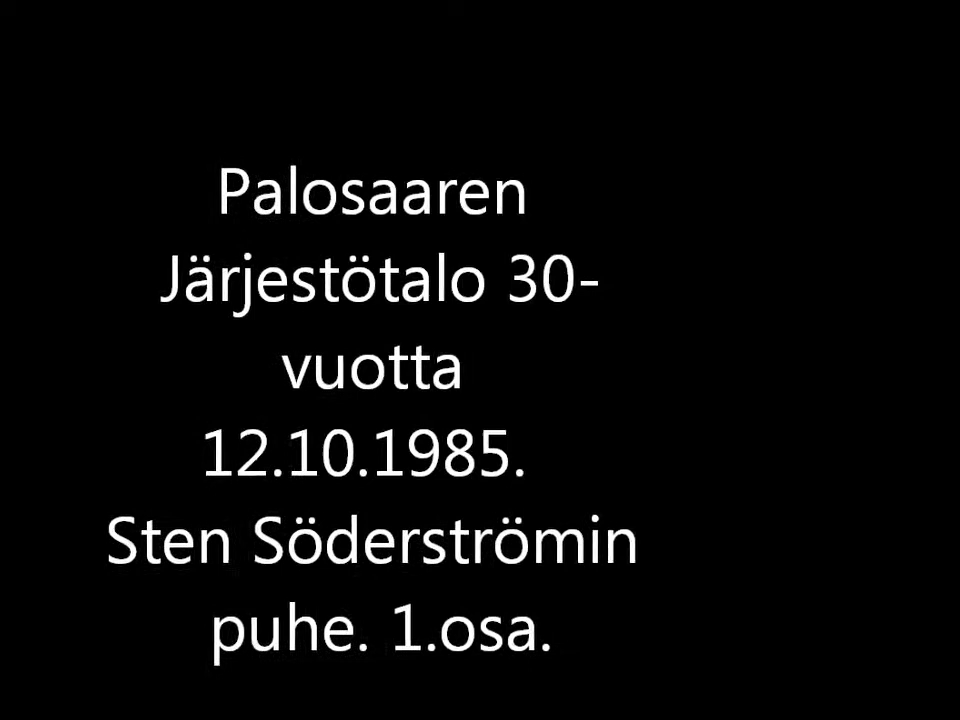 Palosaaren
Järjestötalo 30-
vuotta
12.10.1985.
Sten Söderströmin
puhe. 1.osa.